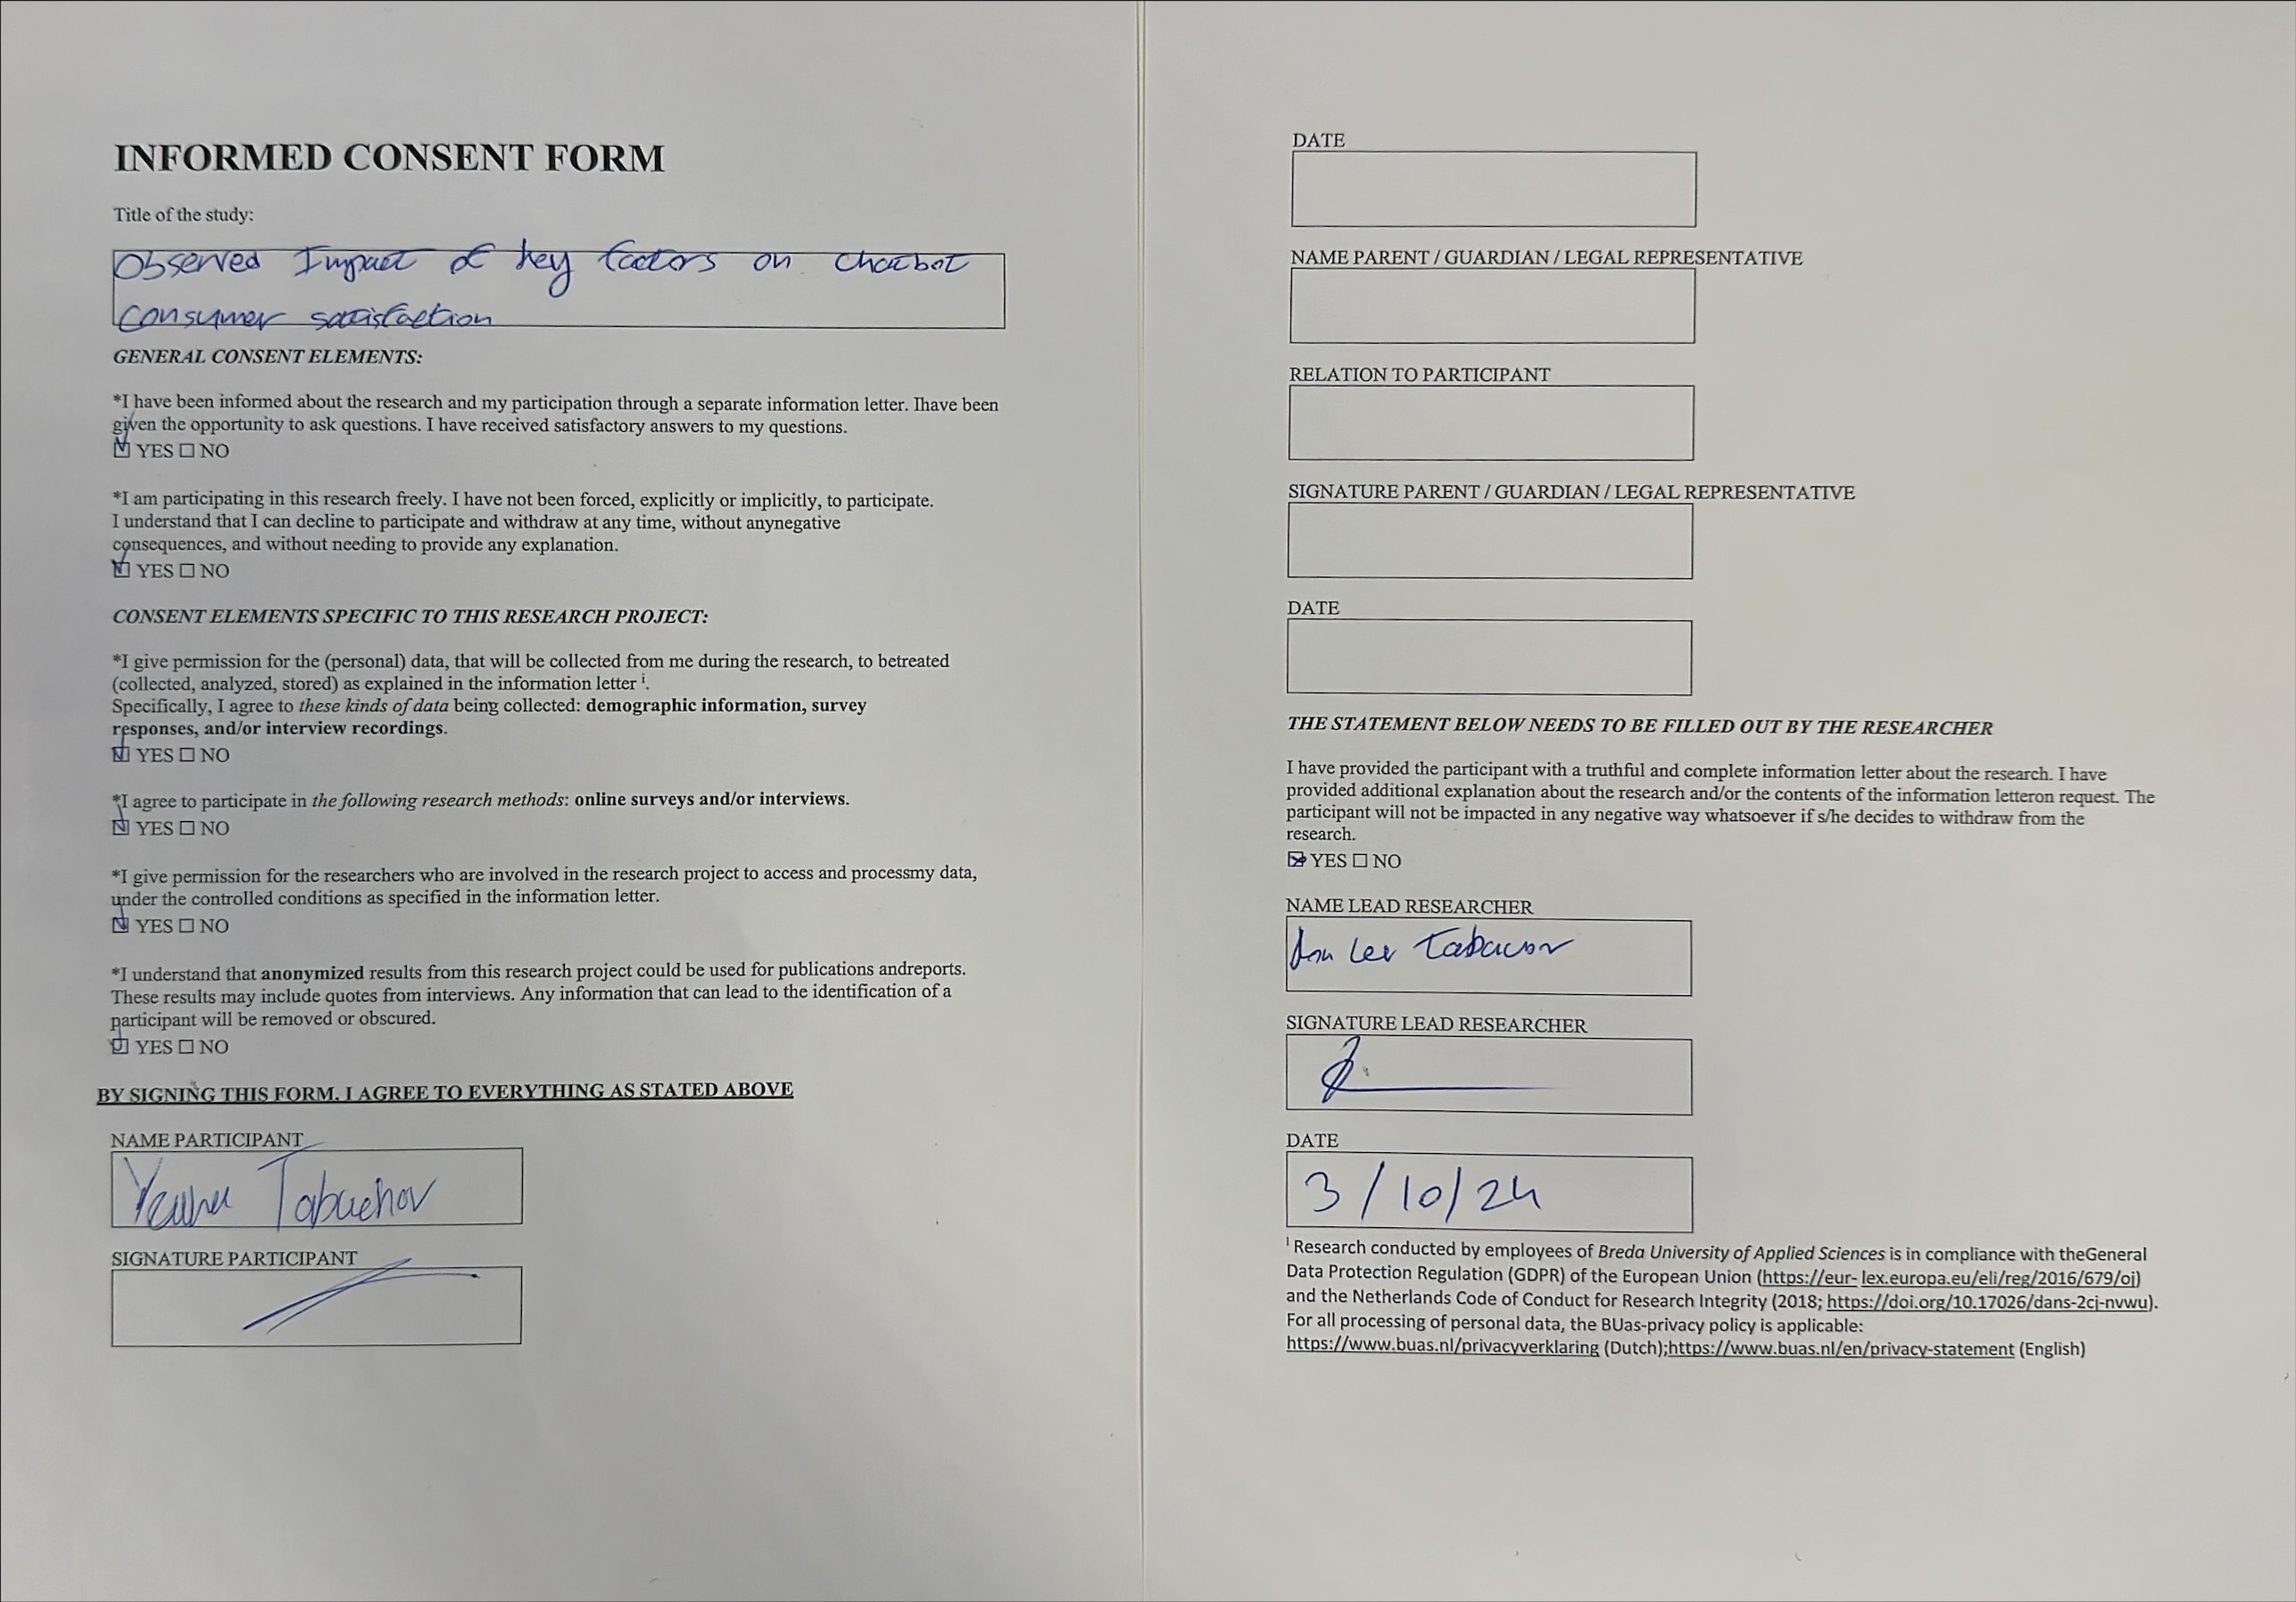 INFORMED CONSENT FORM
Title of the study:
Observed Impact of key factors on chatbot
consumer satisfaction
GENERAL CONSENT ELEMENTS:
*I have been informed about the research and my participation through a separate information letter. Ihave been
given the opportunity to ask questions. I have received satisfactory answers to my questions.
☑ YES ☐ NO
*I am participating in this research freely. I have not been forced, explicitly or implicitly, to participate.
I understand that I can decline to participate and withdraw at any time, without anynegative
consequences, and without needing to provide any explanation.
☑ YES ☐ NO
CONSENT ELEMENTS SPECIFIC TO THIS RESEARCH PROJECT:
*I give permission for the (personal) data, that will be collected from me during the research, to betreated
(collected, analyzed, stored) as explained in the information letter i.
Specifically, I agree to these kinds of data being collected: demographic information, survey
responses, and/or interview recordings.
☑ YES ☐ NO
*I agree to participate in the following research methods: online surveys and/or interviews.
☑ YES ☐ NO
*I give permission for the researchers who are involved in the research project to access and processmy data,
under the controlled conditions as specified in the information letter.
☑ YES ☐ NO
*I understand that anonymized results from this research project could be used for publications andreports.
These results may include quotes from interviews. Any information that can lead to the identification of a
participant will be removed or obscured.
☑ YES ☐ NO
BY SIGNING THIS FORM, I AGREE TO EVERYTHING AS STATED ABOVE
NAME PARTICIPANT
Tabachov
SIGNATURE PARTICIPANT
DATE
NAME PARENT / GUARDIAN / LEGAL REPRESENTATIVE
RELATION TO PARTICIPANT
SIGNATURE PARENT / GUARDIAN / LEGAL REPRESENTATIVE
DATE
THE STATEMENT BELOW NEEDS TO BE FILLED OUT BY THE RESEARCHER
I have provided the participant with a truthful and complete information letter about the research. I have
provided additional explanation about the research and/or the contents of the information letteron request. The
participant will not be impacted in any negative way whatsoever if s/he decides to withdraw from the
research.
☒ YES ☐ NO
NAME LEAD RESEARCHER
Lev Tabacov
SIGNATURE LEAD RESEARCHER
DATE
3/10/24
i Research conducted by employees of Breda University of Applied Sciences is in compliance with theGeneral
Data Protection Regulation (GDPR) of the European Union (https://eur- lex.europa.eu/eli/reg/2016/679/oj)
and the Netherlands Code of Conduct for Research Integrity (2018; https://doi.org/10.17026/dans-2cj-nvwu).
For all processing of personal data, the BUas-privacy policy is applicable:
https://www.buas.nl/privacyverklaring (Dutch);https://www.buas.nl/en/privacy-statement (English)